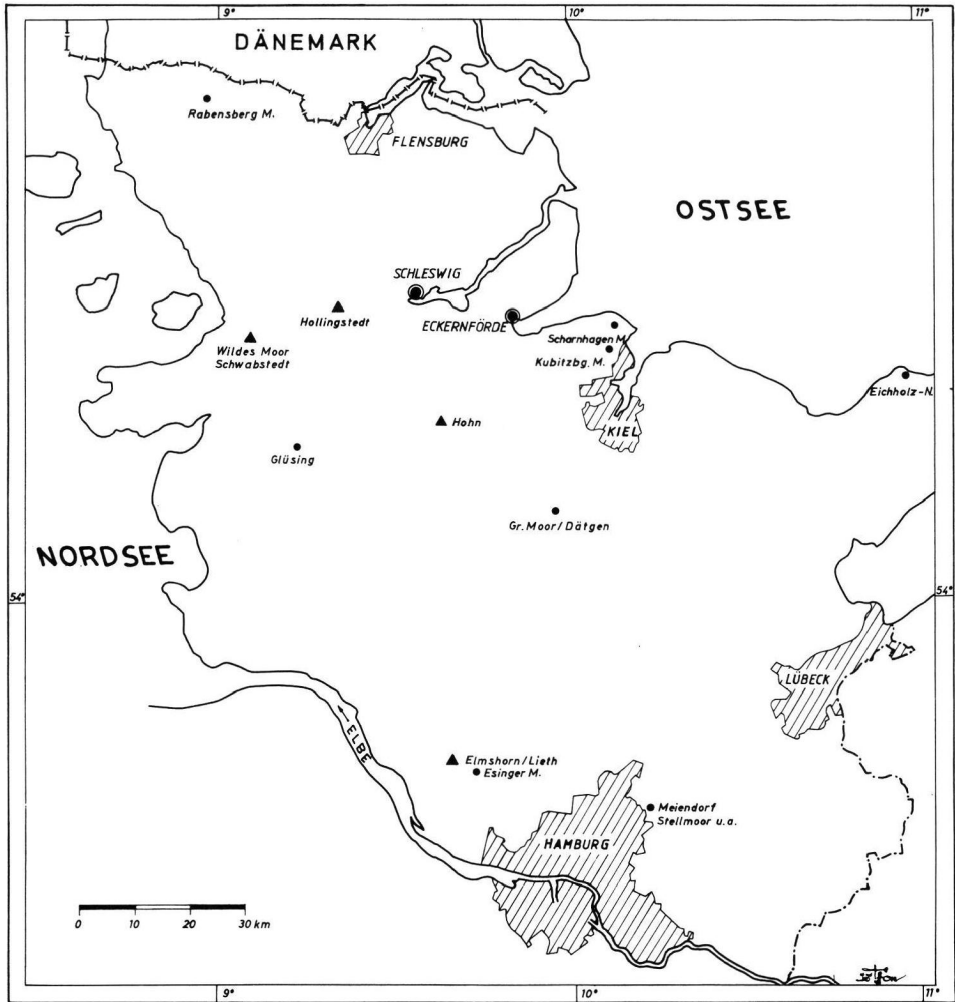 9°
10°
11°
DÄNEMARK
Rabensberg M.
FLENSBURG
OSTSEE
SCHLESWIG
Hollingstedt
ECKERNFÖRDE
Scharnhagen M.
Wildes Moor
Schwabstedt
Kubitzbg. M.
Eichholz-N.
Hohn
KIEL
Glüsing
Gr. Moor/Dätgen
NORDSEE
54°
54°
LÜBECK
ELBE
Elmshorn/Lieth
Esinger M.
Meiendorf
Stellmoor u.a.
HAMBURG
0 10 20 30 km
9°
10°
11°